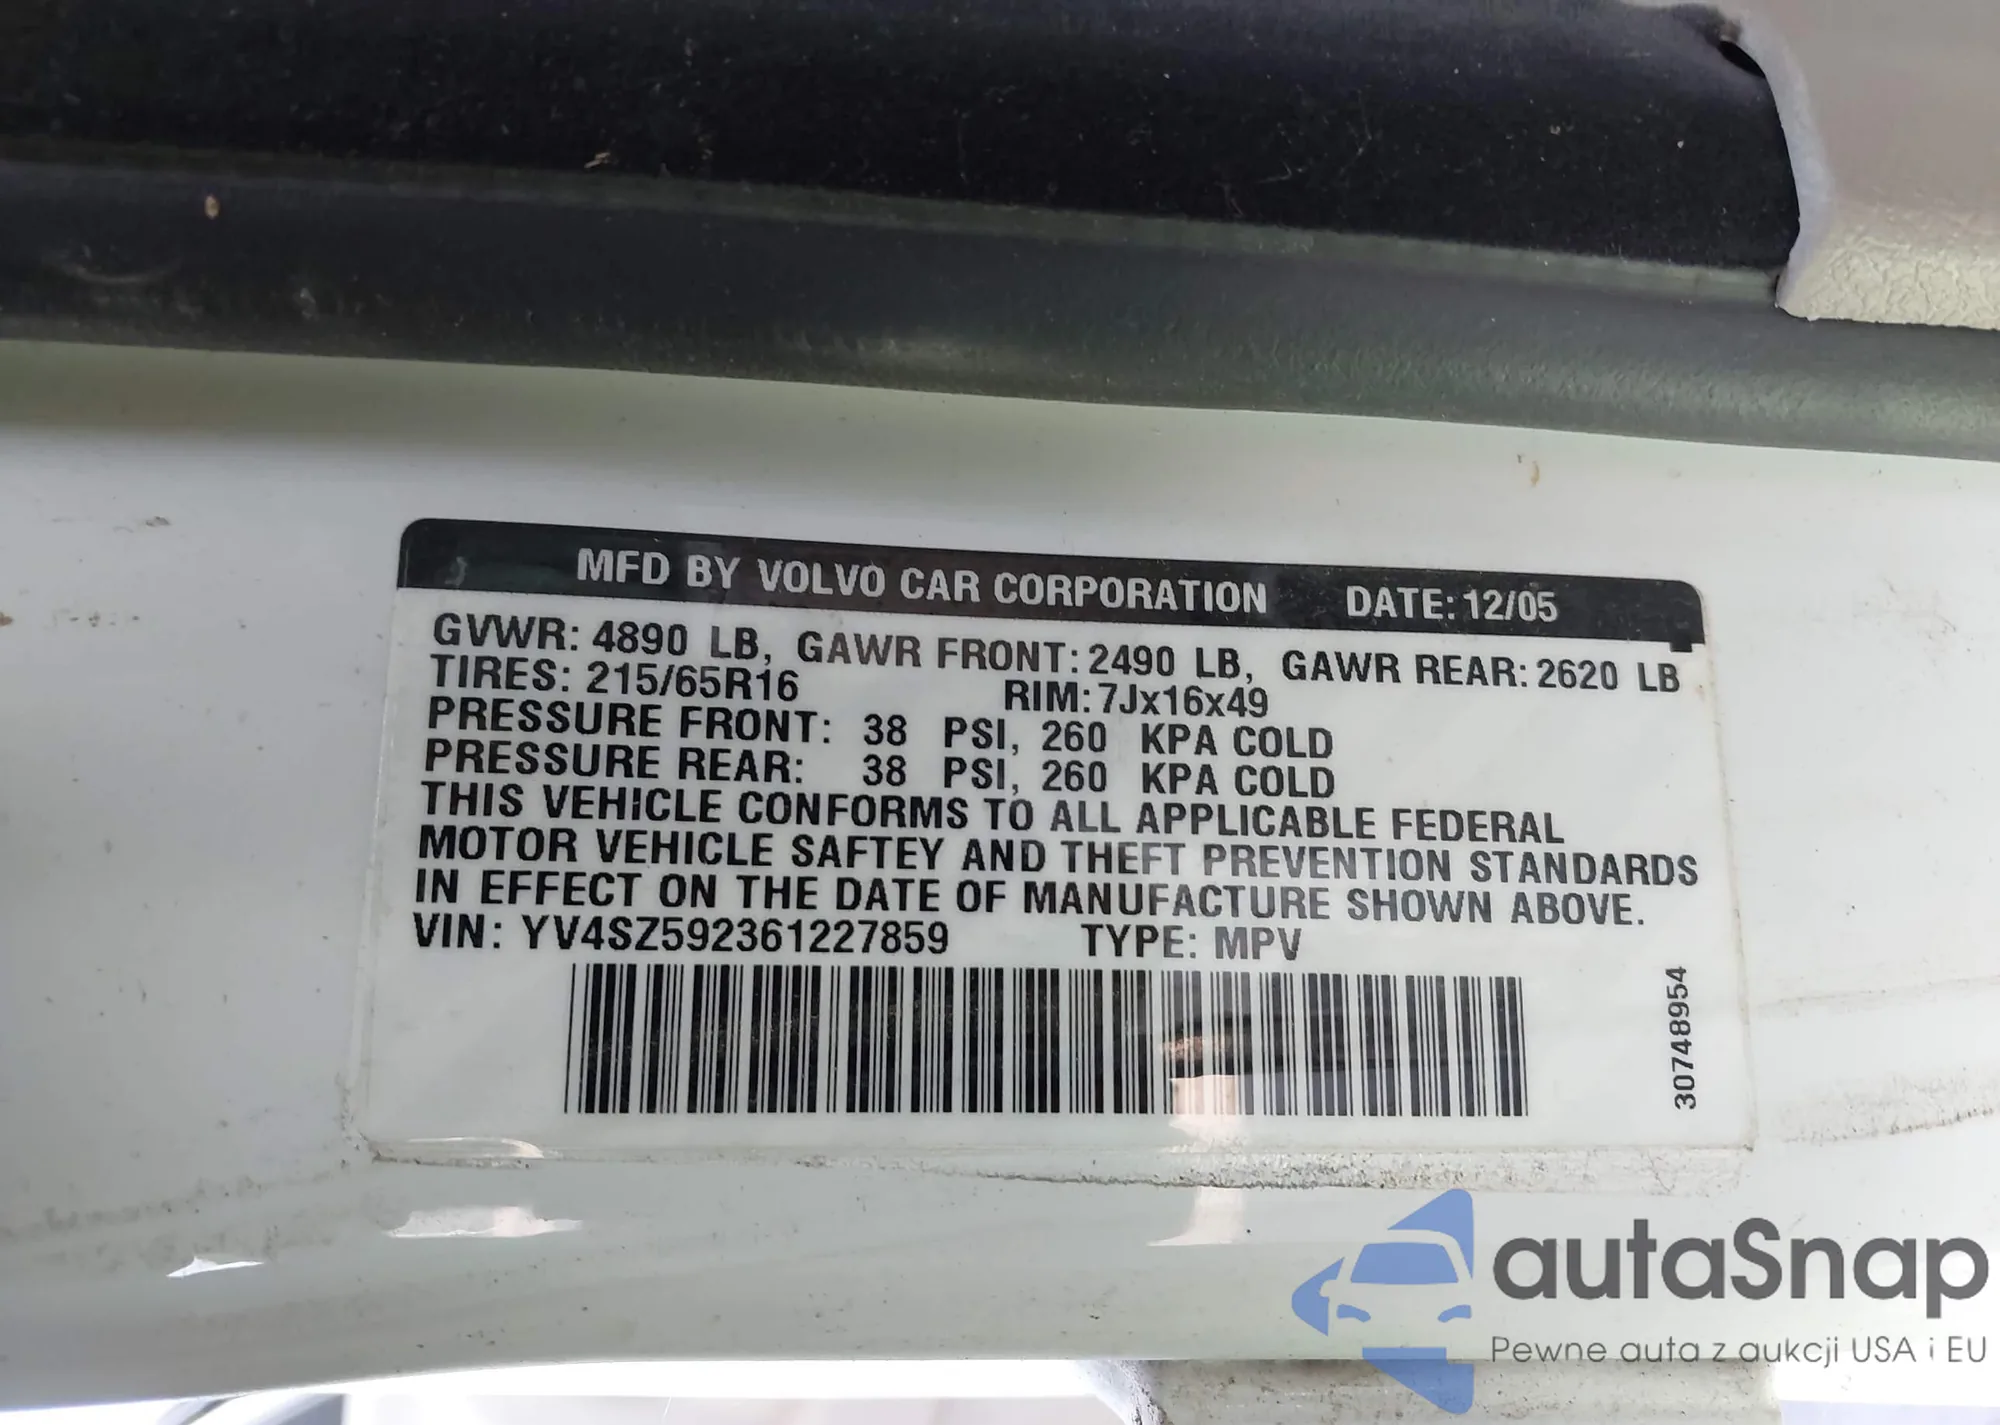 MFD BY VOLVO CAR CORPORATION DATE: 12/05
GVWR: 4890 LB, GAWR FRONT: 2490 LB, GAWR REAR: 2620 LB
TIRES: 215/65R16 RIM: 7Jx16x49
PRESSURE FRONT: 38 PSI, 260 KPA COLD
PRESSURE REAR: 38 PSI, 260 KPA COLD
THIS VEHICLE CONFORMS TO ALL APPLICABLE FEDERAL
MOTOR VEHICLE SAFTEY AND THEFT PREVENTION STANDARDS
IN EFFECT ON THE DATE OF MANUFACTURE SHOWN ABOVE.
VIN: YV4SZ592361227859 TYPE: MPV
30748954
autaSnap
Pewne auta z aukcji USA i EU